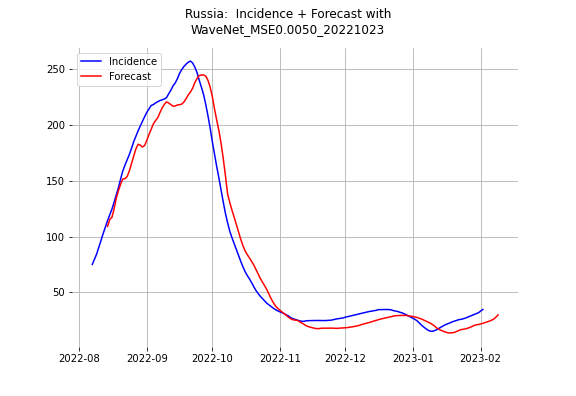 Russia:  Incidence + Forecast with
WaveNet_MSE0.0050_20221023
Incidence
Forecast
250
200
150
100
50
2022-08 2022-09 2022-10 2022-11 2022-12 2023-01 2023-02